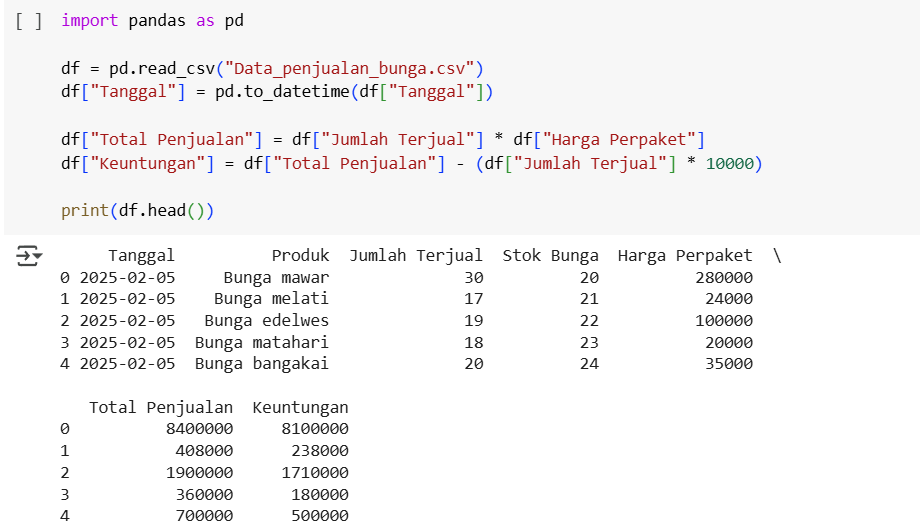 [ ] import pandas as pd
df = pd.read_csv("Data_penjualan_bunga.csv")
df["Tanggal"] = pd.to_datetime(df["Tanggal"])
df["Total Penjualan"] = df["Jumlah Terjual"] * df["Harga Perpaket"]
df["Keuntungan"] = df["Total Penjualan"] - (df["Jumlah Terjual"] * 10000)
print(df.head())
Tanggal Produk Jumlah Terjual Stok Bunga Harga Perpaket \
0 2025-02-05 Bunga mawar 30 20 280000
1 2025-02-05 Bunga melati 17 21 24000
2 2025-02-05 Bunga edelwes 19 22 100000
3 2025-02-05 Bunga matahari 18 23 20000
4 2025-02-05 Bunga bangakai 20 24 35000
Total Penjualan Keuntungan
0 8400000 8100000
1 408000 238000
2 1900000 1710000
3 360000 180000
4 700000 500000